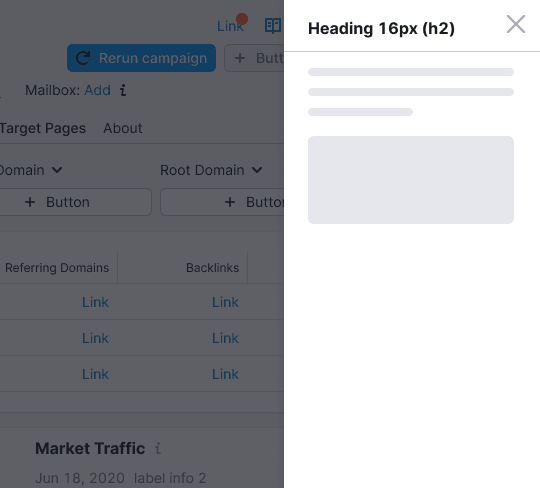 Link
Rerun campaign
+ Butt
Mailbox: Add i
Target Pages About
Domain Root Domain
+ Button + Button
Referring Domains Backlinks
Link Link
Link Link
Link Link
Market Traffic i
Jun 18, 2020 label info 2
Heading 16px (h2)